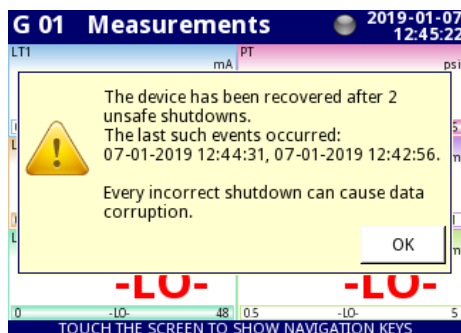 G 01 Measurements
2019-01-07
12:45:22
LT1
mA
PT
psi
The device has been recovered after 2
unsafe shutdowns.
The last such events occurred:
07-01-2019 12:44:31, 07-01-2019 12:42:56.
Every incorrect shutdown can cause data
corruption.
OK
-LO-
-LO-
0 -LO- 48
0.5 -LO- 5
TOUCH THE SCREEN TO SHOW NAVIGATION KEYS